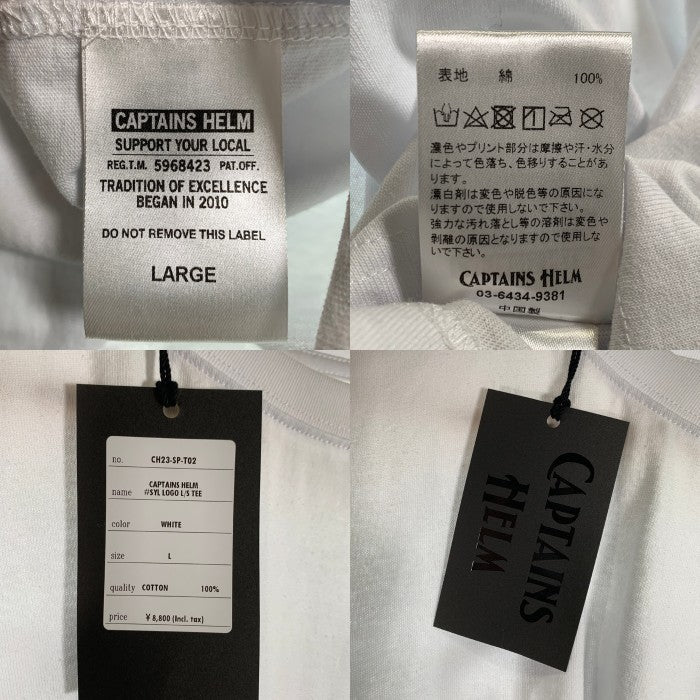 CAPTAINS HELM
SUPPORT YOUR LOCAL
REG.T.M. 5968423 PAT.OFF.
TRADITION OF EXCELLENCE
BEGAN IN 2010
DO NOT REMOVE THIS LABEL
LARGE
表地 綿 100%
濃色やプリント部分は摩擦や汗・水分
によって色落ち、色移りすることがあ
ります。
漂白剤は変色や脱色等の原因にな
りますので使用しないで下さい。
強力な汚れ落とし等の溶剤は変色や
剥離の原因となりますので使用しな
いで下さい。
CAPTAINS HELM
03-6434-9381
中国製
no. CH23-SP-T02
CAPTAINS HELM
name #SYL LOGO L/S TEE
color WHITE
size L
quality COTTON 100%
price ¥ 8,800 (Incl. tax)
CAPTAINS
HELM